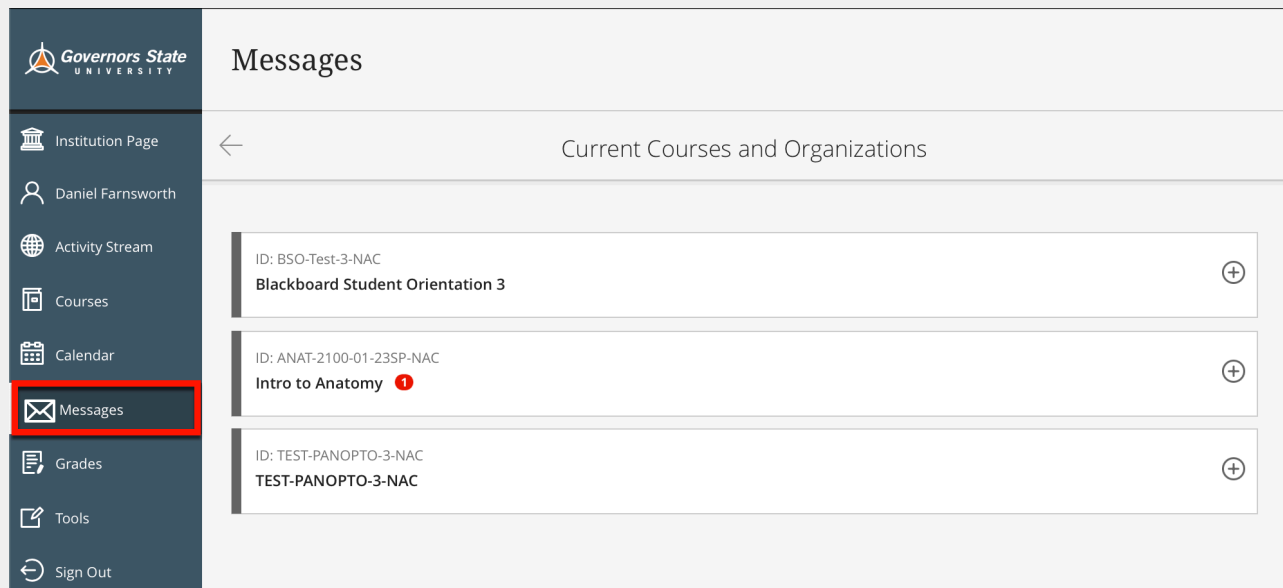 Governors State
UNIVERSITY
Messages
Institution Page
Daniel Farnsworth
Activity Stream
Courses
Calendar
Messages
Grades
Tools
Sign Out
Current Courses and Organizations
ID: BSO-Test-3-NAC
Blackboard Student Orientation 3
ID: ANAT-2100-01-23SP-NAC
Intro to Anatomy 1
ID: TEST-PANOPTO-3-NAC
TEST-PANOPTO-3-NAC